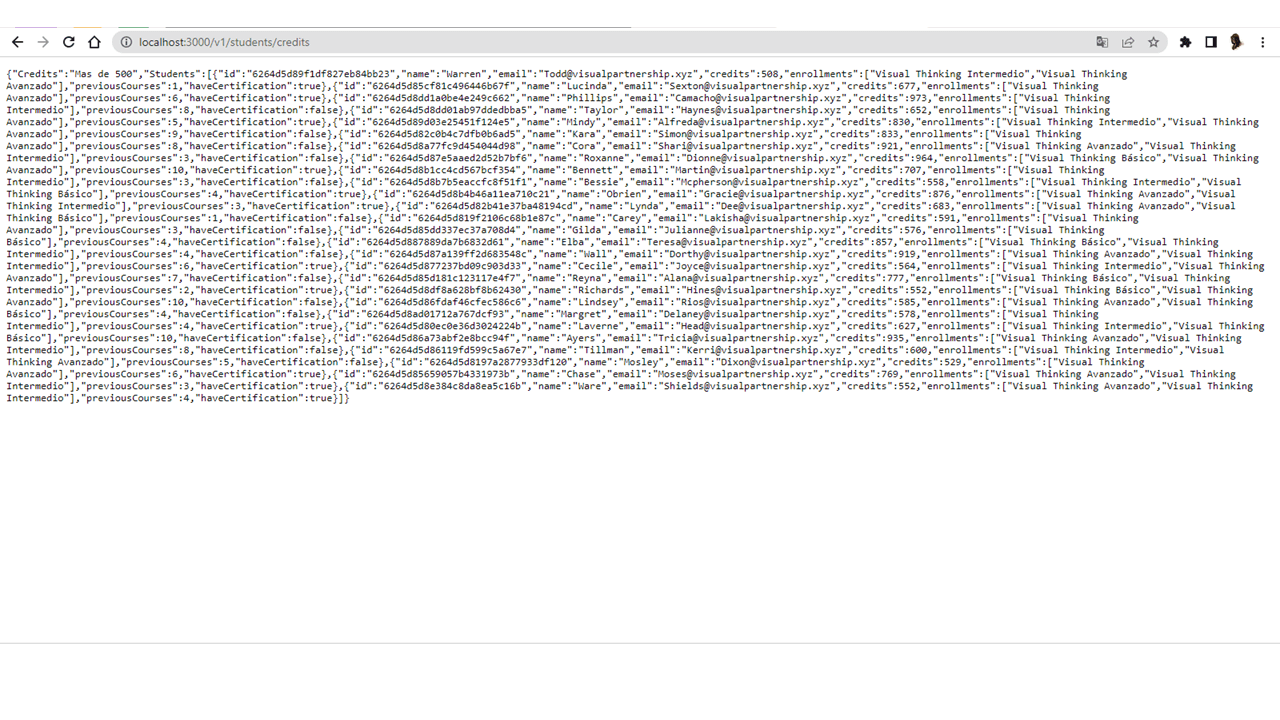 localhost:3000/v1/students/credits
{"Credits":"Mas de 500","Students":[{"id":"6264d5d89f1df827eb84bb23","name":"Warren","email":"Todd@visualpartnership.xyz","credits":508,"enrollments":["Visual Thinking Intermedio","Visual Thinking
Avanzado"],"previousCourses":1,"haveCertification":true},{"id":"6264d5d85cf81c496446b67f","name":"Lucinda","email":"Sexton@visualpartnership.xyz","credits":677,"enrollments":["Visual Thinking
Avanzado"],"previousCourses":6,"haveCertification":true},{"id":"6264d5d8dd1a0be4e249c662","name":"Phillips","email":"Camacho@visualpartnership.xyz","credits":973,"enrollments":["Visual Thinking
Avanzado"],"previousCourses":8,"haveCertification":false},{"id":"6264d5d8dd01ab97ddedbba5","name":"Taylor","email":"Haynes@visualpartnership.xyz","credits":652,"enrollments":["Visual Thinking
Avanzado"],"previousCourses":5,"haveCertification":true},{"id":"6264d5d89d03e25451f124e5","name":"Mindy","email":"Alfreda@visualpartnership.xyz","credits":830,"enrollments":["Visual Thinking Intermedio","Visual Thinking
Avanzado"],"previousCourses":9,"haveCertification":false},{"id":"6264d5d82c0b4c7dfb0b6ad5","name":"Kara","email":"Simon@visualpartnership.xyz","credits":833,"enrollments":["Visual Thinking
Avanzado"],"previousCourses":8,"haveCertification":false},{"id":"6264d5d8a77fc9d454044d98","name":"Cora","email":"Shari@visualpartnership.xyz","credits":921,"enrollments":["Visual Thinking Avanzado","Visual Thinking
Intermedio"],"previousCourses":3,"haveCertification":false},{"id":"6264d5d87e5aaed2d52b7bf6","name":"Roxanne","email":"Dionne@visualpartnership.xyz","credits":964,"enrollments":["Visual Thinking Básico","Visual Thinking
Avanzado"],"previousCourses":10,"haveCertification":true},{"id":"6264d5d8b1cc4cd567bcf354","name":"Bennett","email":"Martin@visualpartnership.xyz","credits":707,"enrollments":["Visual Thinking
Intermedio"],"previousCourses":3,"haveCertification":false},{"id":"6264d5d8b7b5eaccfc8f51f1","name":"Bessie","email":"Mcpherson@visualpartnership.xyz","credits":558,"enrollments":["Visual Thinking Intermedio","Visual
Thinking Básico"],"previousCourses":4,"haveCertification":true},{"id":"6264d5d8b4b46a11ea710c21","name":"Obrien","email":"Gracie@visualpartnership.xyz","credits":876,"enrollments":["Visual Thinking Avanzado","Visual
Thinking Intermedio"],"previousCourses":3,"haveCertification":true},{"id":"6264d5d82b41e37ba48194cd","name":"Lynda","email":"Dee@visualpartnership.xyz","credits":683,"enrollments":["Visual Thinking Avanzado","Visual
Thinking Básico"],"previousCourses":1,"haveCertification":false},{"id":"6264d5d819f2106c68b1e87c","name":"Carey","email":"Lakisha@visualpartnership.xyz","credits":591,"enrollments":["Visual Thinking
Avanzado"],"previousCourses":3,"haveCertification":false},{"id":"6264d5d85dd337ec37a708d4","name":"Gilda","email":"Julianne@visualpartnership.xyz","credits":576,"enrollments":["Visual Thinking
Básico"],"previousCourses":4,"haveCertification":false},{"id":"6264d5d887889da7b6832d61","name":"Elba","email":"Teresa@visualpartnership.xyz","credits":857,"enrollments":["Visual Thinking Básico","Visual Thinking
Intermedio"],"previousCourses":4,"haveCertification":false},{"id":"6264d5d87a139ff2d683548c","name":"Wall","email":"Dorthy@visualpartnership.xyz","credits":919,"enrollments":["Visual Thinking Avanzado","Visual Thinking
Intermedio"],"previousCourses":6,"haveCertification":true},{"id":"6264d5d877237bd09c903d33","name":"Cecile","email":"Joyce@visualpartnership.xyz","credits":564,"enrollments":["Visual Thinking Intermedio","Visual Thinking
Avanzado"],"previousCourses":7,"haveCertification":false},{"id":"6264d5d85d181c123117e4f7","name":"Reyna","email":"Alana@visualpartnership.xyz","credits":777,"enrollments":["Visual Thinking Básico","Visual Thinking
Intermedio"],"previousCourses":2,"haveCertification":true},{"id":"6264d5d8df8a628bf8b62430","name":"Richards","email":"Hines@visualpartnership.xyz","credits":552,"enrollments":["Visual Thinking Básico","Visual Thinking
Avanzado"],"previousCourses":10,"haveCertification":false},{"id":"6264d5d86fdaf46cfec586c6","name":"Lindsey","email":"Rios@visualpartnership.xyz","credits":585,"enrollments":["Visual Thinking Avanzado","Visual Thinking
Básico"],"previousCourses":4,"haveCertification":false},{"id":"6264d5d8ad01712a767dcf93","name":"Margret","email":"Delaney@visualpartnership.xyz","credits":578,"enrollments":["Visual Thinking
Intermedio"],"previousCourses":4,"haveCertification":true},{"id":"6264d5d80ec0e36d3024224b","name":"Laverne","email":"Head@visualpartnership.xyz","credits":627,"enrollments":["Visual Thinking Intermedio","Visual Thinking
Básico"],"previousCourses":10,"haveCertification":false},{"id":"6264d5d86a73abf2e8bcc94f","name":"Ayers","email":"Tricia@visualpartnership.xyz","credits":935,"enrollments":["Visual Thinking Avanzado","Visual Thinking
Intermedio"],"previousCourses":8,"haveCertification":false},{"id":"6264d5d86119fd599c5a67e7","name":"Tillman","email":"Kerri@visualpartnership.xyz","credits":600,"enrollments":["Visual Thinking Intermedio","Visual
Thinking Avanzado"],"previousCourses":5,"haveCertification":false},{"id":"6264d5d8197a2877933df120","name":"Mosley","email":"Dixon@visualpartnership.xyz","credits":529,"enrollments":["Visual Thinking
Avanzado"],"previousCourses":6,"haveCertification":true},{"id":"6264d5d85659057b4331973b","name":"Chase","email":"Moses@visualpartnership.xyz","credits":769,"enrollments":["Visual Thinking Avanzado","Visual Thinking
Intermedio"],"previousCourses":3,"haveCertification":true},{"id":"6264d5d8e384c8da8ea5c16b","name":"Ware","email":"Shields@visualpartnership.xyz","credits":552,"enrollments":["Visual Thinking Avanzado","Visual Thinking
Intermedio"],"previousCourses":4,"haveCertification":true}]}